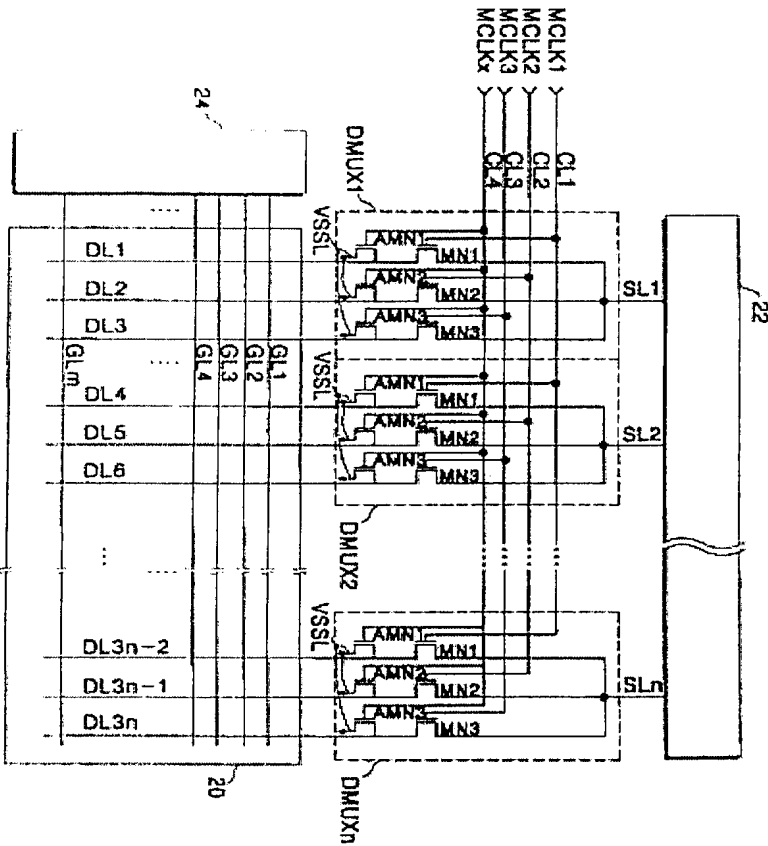 MCLK1
MCLK2
MCLK3
MCLKx
CL1
CL2
CL3
CL4
24
22
20
DMUX1
DMUX2
DMUXn
SL1
SL2
SLn
AMN1
MN1
AMN2
MN2
AMN3
MN3
VSSL
AMN1
MN1
AMN2
MN2
AMN3
MN3
VSSL
AMN1
MN1
AMN2
MN2
AMN3
MN3
VSSL
DL1
DL2
DL3
DL4
DL5
DL6
DL3n-2
DL3n-1
DL3n
GL1
GL2
GL3
GL4
GLm